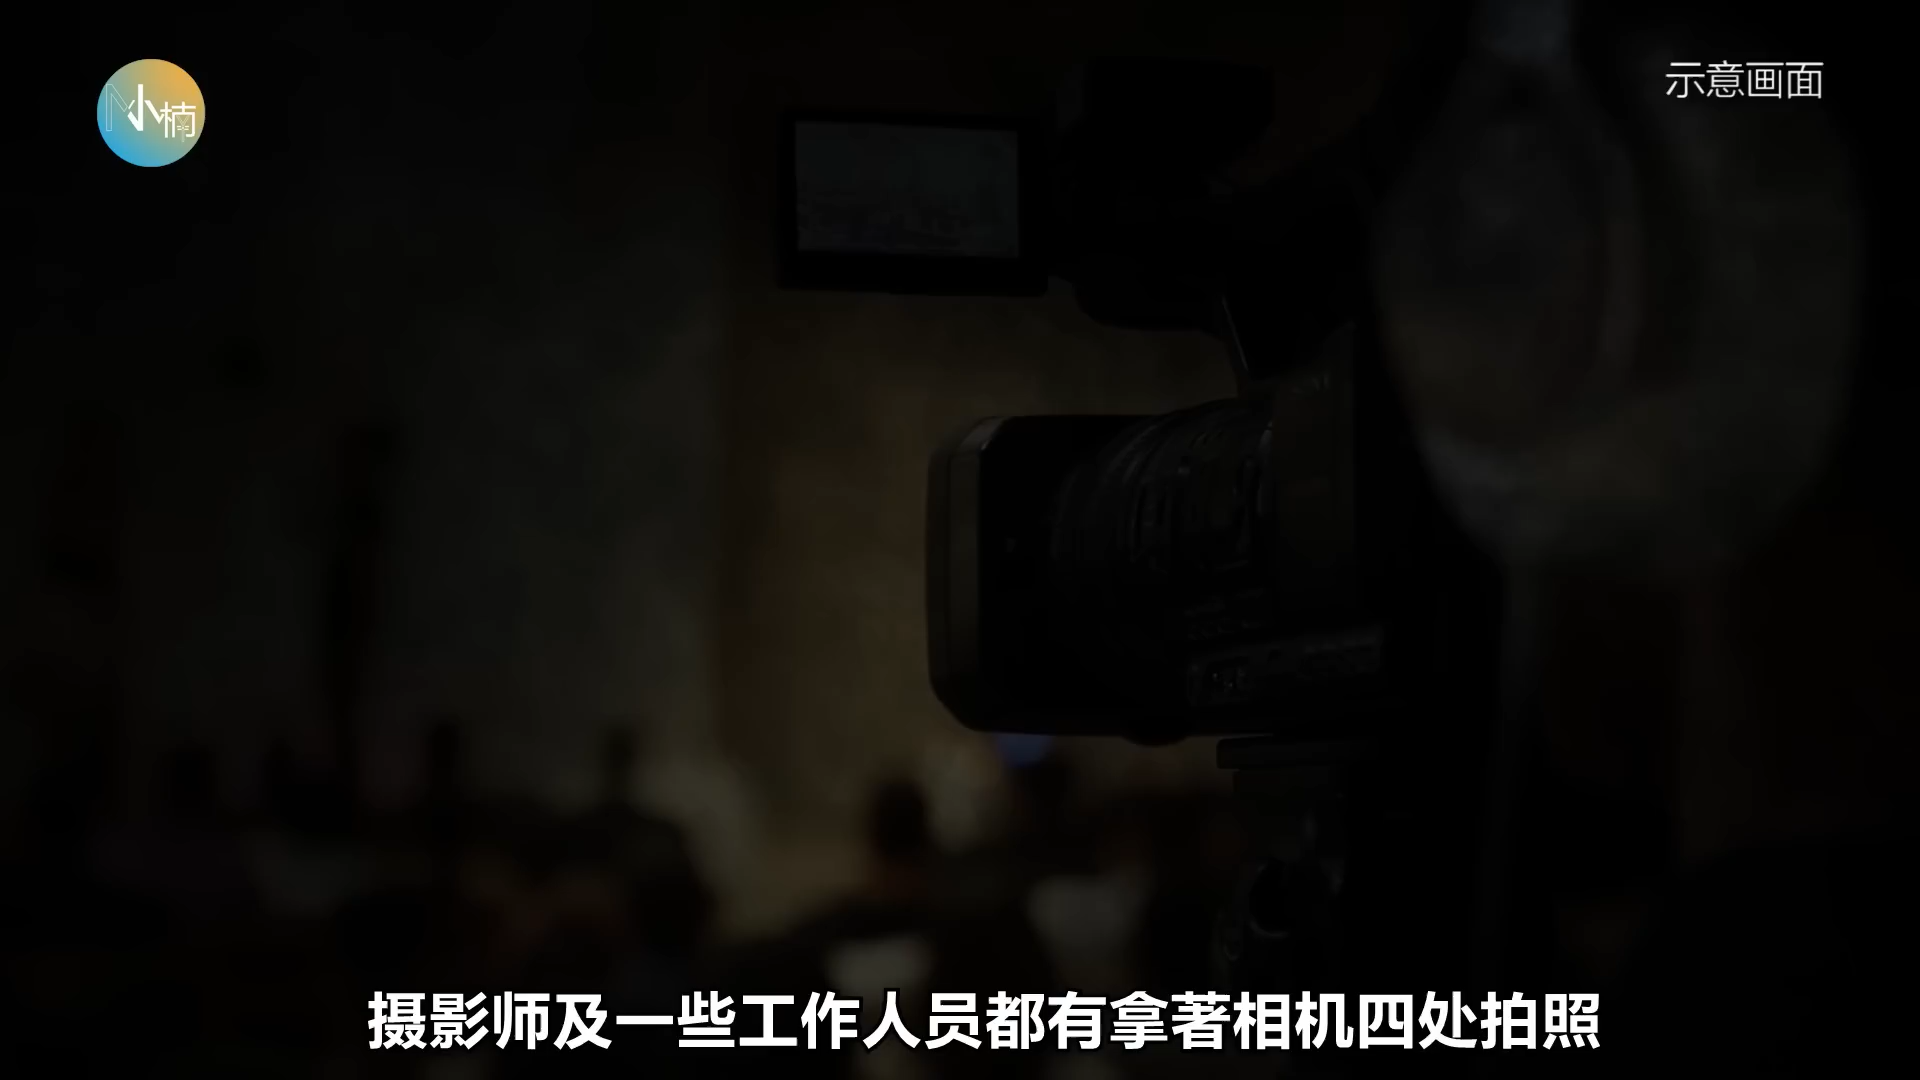 小楠
示意画面
摄影师及一些工作人员都有拿著相机四处拍照